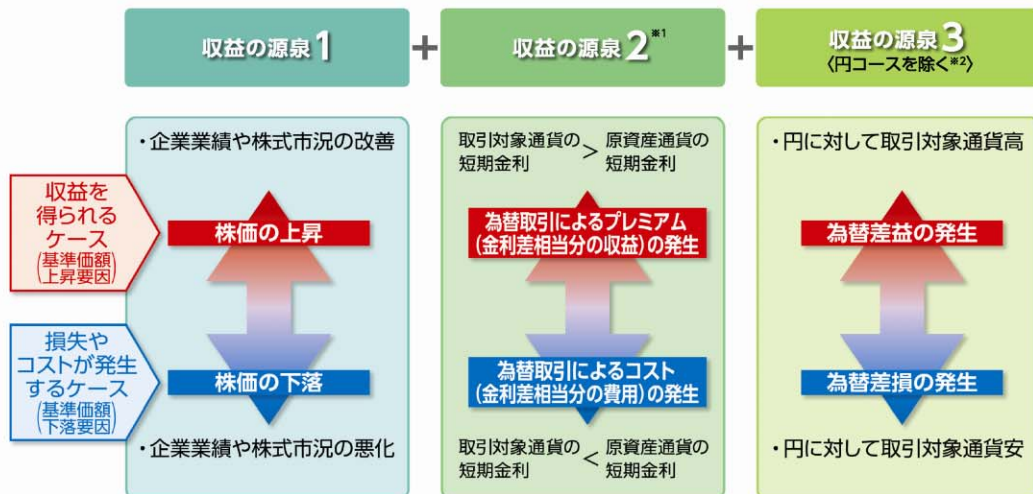 収益の源泉1
+
収益の源泉2※1
+
収益の源泉3
〈円コースを除く※2〉
収益を
得られる
ケース
(基準価額
上昇要因)
損失や
コストが発生
するケース
(基準価額
下落要因)
・企業業績や株式市況の改善
株価の上昇
株価の下落
・企業業績や株式市況の悪化
取引対象通貨の > 原資産通貨の
短期金利 短期金利
為替取引によるプレミアム
(金利差相当分の収益)の発生
為替取引によるコスト
(金利差相当分の費用)の発生
取引対象通貨の < 原資産通貨の
短期金利 短期金利
・円に対して取引対象通貨高
為替差益の発生
為替差損の発生
・円に対して取引対象通貨安